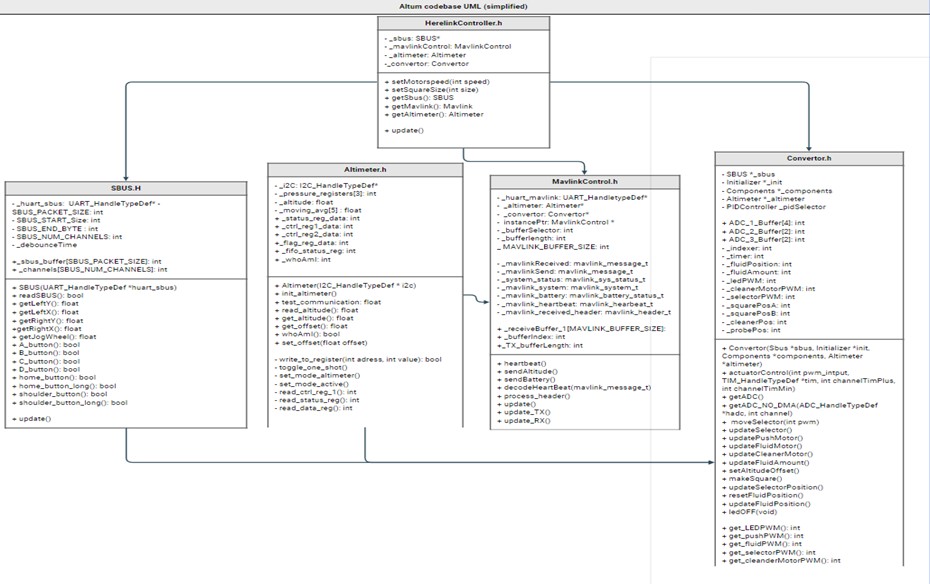 Altum codebase UML (simplified)
HerelinkController.h
- _sbus: SBUS*
- _mavlinkControl: MavlinkControl
- _altimeter: Altimeter
-_convertor: Convertor
+ setMotorspeed(int speed)
+ setSquareSize(int size)
+ getSbus(): SBUS
+ getMavlink(): Mavlink
+ getAltimeter(): Altimeter
+ update()
SBUS.H
- _huart_sbus: UART_HandleTypeDef* -
SBUS_PACKET_SIZE: int
- SBUS_START_Size: int
- SBUS_END_BYTE : int
- SBUS_NUM_CHANNELS: int
- _debounceTime
+_sbus_buffer[SBUS_PACKET_SIZE]: int
+_channels[SBUS_NUM_CHANNELS]: int
+ SBUS(UART_HandleTypeDef *huart_sbus)
+ readSBUS(): bool
+ getLeftY(): float
+ getLeftX(): float
+ getRightY(): float
+getRightX(): float
+ getJogWheel(): float
+ A_button(): bool
+ B_button(): bool
+ C_button(): bool
+ D_button(): bool
+ home_button(): bool
+ home_button_long(): bool
+ shoulder_button(): bool
+ shoulder_button_long(): bool
+ update()
Altimeter.h
- _i2C: I2C_HandleTypeDef*
- _pressure_registers[3]: int
- _altitude: float
- _moving_avg[5] : float
+ _status_reg_data: int
+ _ctrl_reg1_data: int
+ _ctrl_reg2_data: int
+ _flag_reg_data: int
+ _fifo_status_reg: int
+ _whoAmI: int
+ Altimeter(I2C_HandleTypeDef * i2c)
+ init_altimeter()
+ test_communication: float
+ read_altitude(): float
+ get_altitude(): float
+ get_offset(): float
+ whoAmI(): bool
+ set_offset(float offset)
- write_to_register(int adress, int value): bool
- toggle_one_shot()
- set_mode_altimeter()
- set_mode_active()
- read_ctrl_reg_1(): int
- read_status_reg(): int
- read_data_reg(): int
MavlinkControl.h
- _huart_mavlink: UART_HandletypeDef*
- _altimeter: Altimeter*
- _convertor: Convertor*
- instancePtr: MavlinkControl *
- _bufferSelector: int
- _bufferlength: int
_ MAVLINK_BUFFER_SIZE: int
- _mavlinkReceived: mavlink_message_t
- _mavlinkSend: mavlink_message_t
- _system_status: mavlink_sys_status_t
- _mavlink_system: mavlink_system_t
- _mavlink_battery: mavlink_battery_status_t
- _mavlink_heartbeat: mavlink_hearbeat_t
- _mavlink_received_header: mavlink_header_t
+ _receiveBuffer_1[MAVLINK_BUFFER_SIZE]:
+ _bufferIndex: int
+_TX_bufferLength: int
+ heartbeat()
+ sendAltitude()
+ sendBattery()
+ decodeHeartBeat(mavlink_message_t)
+ process_header()
+ update()
+ update_TX()
+ update_RX()
Convertor.h
- SBUS *_sbus
- Initializer *_init
- Components *_components
- Altimeter *_altimeter
- PIDController _pidSelector
+ ADC_1_Buffer[4]: int
+ ADC_2_Buffer[2]: int
+ ADC_3_Buffer[2]: int
-_indexer: int
-_timer: int
-_fluidPosition: int
-_fluidAmount: int
-_ledPWM: int
-_cleanerMotorPWM: int
-_selectorPWM: int
-_squarePosA: int
-_squarePosB: int
-_cleanerPos: int
-_probePos: int
+ Convertor(Sbus *sbus, Initializer *init,
Components *components, Altimeter
*altimeter)
+ actuatorControl(int pwm_intput,
TIM_HandleTypeDef *tim, int channelTimPlus,
int channelTimMin)
+ getADC()
+ getADC_NO_DMA(ADC_HandleTypeDef
*hadc, int channel)
+ moveSelector(int pwm)
+ updateSelector()
+ updatePushMotor()
+ updateFluidMotor()
+ updateCleanerMotor()
+ updateFluidAmount()
+ setAltitudeOffset()
+ makeSquare()
+ updateSelectorPosition()
+ resetFluidPosition()
+ updateFluidPosition()
+ ledOFF(void)
+ get_LEDPWM(): int
+ get_pushPWM(): int
+ get_fluidPWM(): int
+ get_selectorPWM(): int
+ get_cleanderMotorPWM(): int